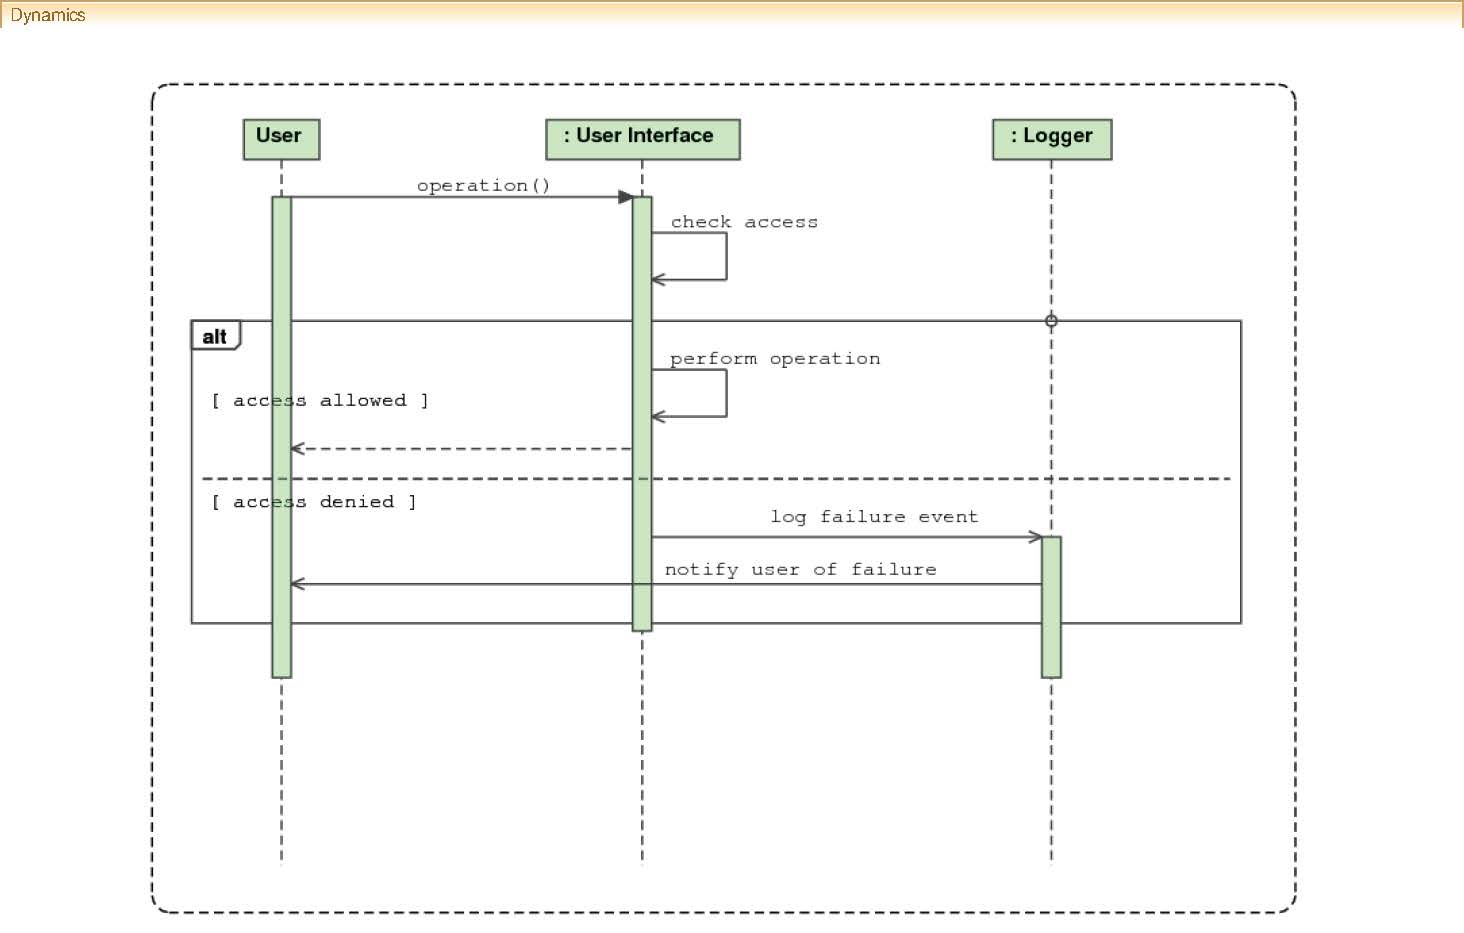 Dynamics
User
: User Interface
: Logger
operation()
check access
alt
perform operation
[ access allowed ]
[ access denied ]
log failure event
notify user of failure